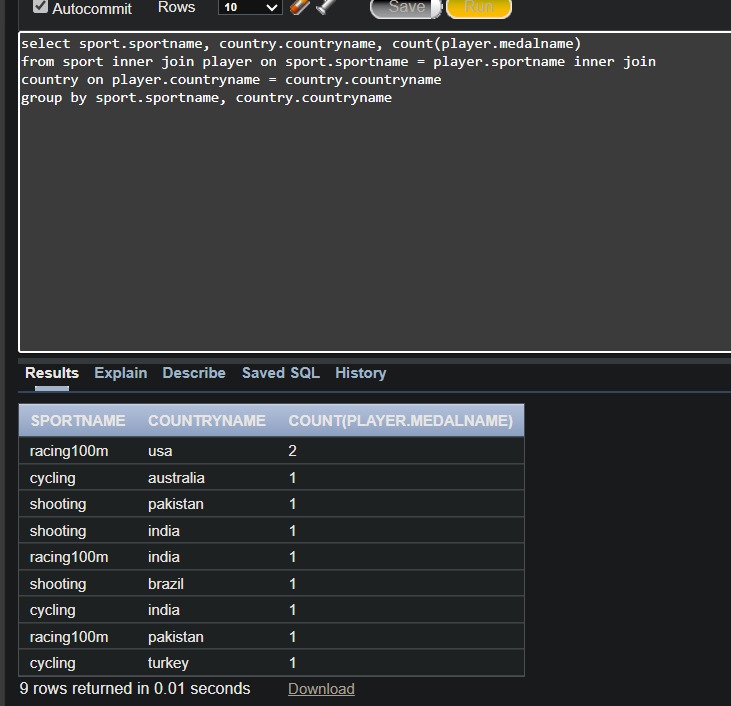 Autocommit Rows 10 Save Run
select sport.sportname, country.countryname, count(player.medalname)
from sport inner join player on sport.sportname = player.sportname inner join
country on player.countryname = country.countryname
group by sport.sportname, country.countryname
Results Explain Describe Saved SQL History
SPORTNAME COUNTRYNAME COUNT(PLAYER.MEDALNAME)
racing100m usa 2
cycling australia 1
shooting pakistan 1
shooting india 1
racing100m india 1
shooting brazil 1
cycling india 1
racing100m pakistan 1
cycling turkey 1
9 rows returned in 0.01 seconds Download